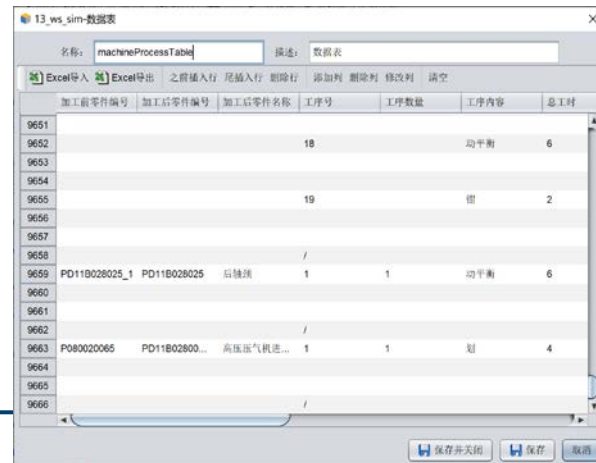 13_ws_sim-数据表
名称: machineProcessTable 描述: 数据表
Excel导入 Excel导出 之前插入行 尾插入行 删除行 添加列 删除列 修改列 清空
加工前零件编号 加工后零件编号 加工后零件名称 工序号 工序数量 工序内容 总工时
9651
9652 18 动平衡 6
9653
9654
9655 19 钳 2
9656
9657
9658 /
9659 PD11B028025_1 PD11B028025 后轴颈 1 1 动平衡 6
9660
9661
9662 /
9663 P080020065 PD11B02800... 高压压气机进... 1 1 划 4
9664
9665
9666 /
保存并关闭 保存 取消